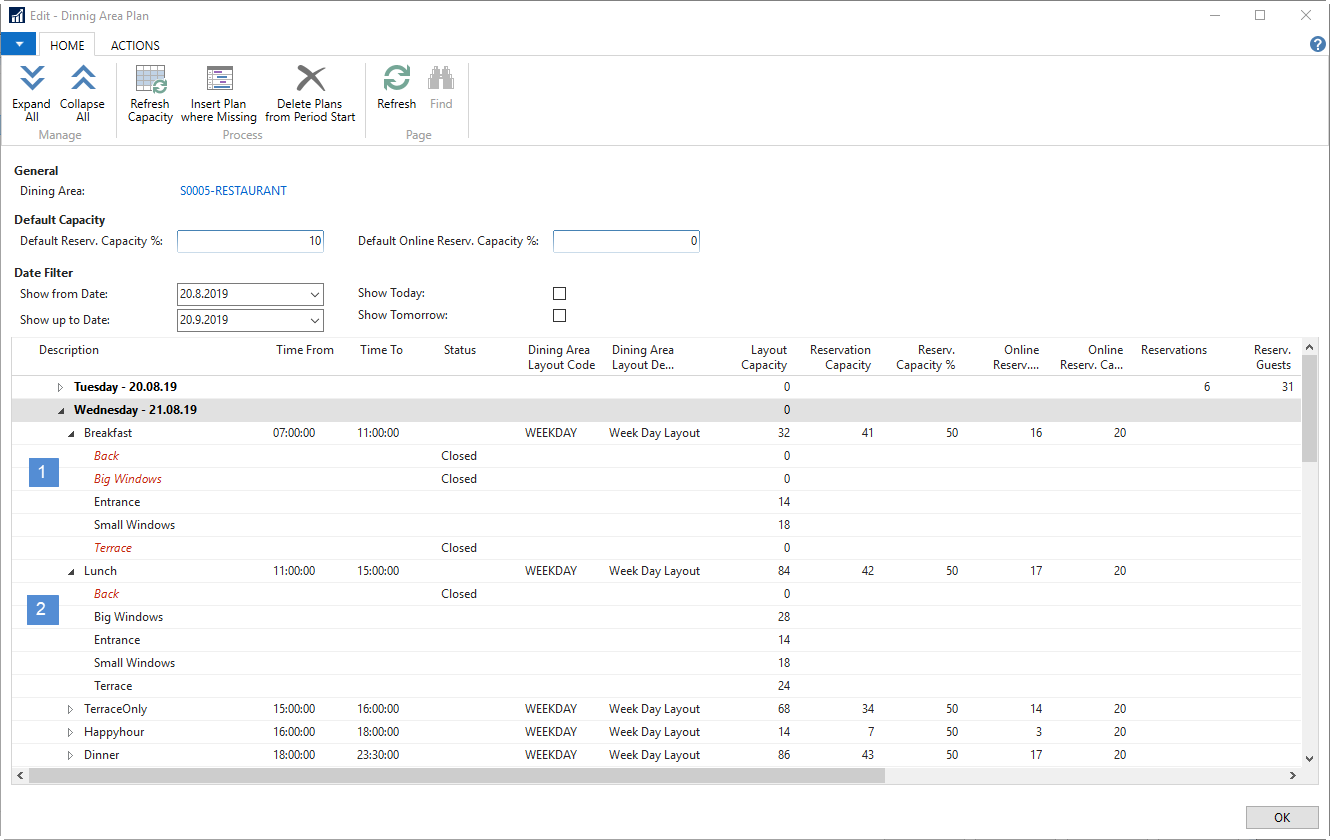 Edit - Dinnig Area Plan
HOME ACTIONS
?
Expand All
Collapse All
Refresh Capacity
Insert Plan where Missing
Delete Plans from Period Start
Refresh
Find
Manage Process Page
General
Dining Area: S0005-RESTAURANT
Default Capacity
Default Reserv. Capacity %: 10 Default Online Reserv. Capacity %: 0
Date Filter
Show from Date: 20.8.2019 Show Today:
Show up to Date: 20.9.2019 Show Tomorrow:
Description Time From Time To Status Dining Area Layout Code Dining Area Layout De... Layout Capacity Reservation Capacity Reserv. Capacity % Online Reserv.... Online Reserv. Ca... Reservations Reserv. Guests
Tuesday - 20.08.19 0 6 31
Wednesday - 21.08.19 0
Breakfast 07:00:00 11:00:00 WEEKDAY Week Day Layout 32 41 50 16 20
Back Closed 0
1
Big Windows Closed 0
Entrance 14
Small Windows 18
Terrace Closed 0
Lunch 11:00:00 15:00:00 WEEKDAY Week Day Layout 84 42 50 17 20
Back Closed 0
2
Big Windows 28
Entrance 14
Small Windows 18
Terrace 24
TerraceOnly 15:00:00 16:00:00 WEEKDAY Week Day Layout 68 34 50 14 20
Happyhour 16:00:00 18:00:00 WEEKDAY Week Day Layout 14 7 50 3 20
Dinner 18:00:00 23:30:00 WEEKDAY Week Day Layout 86 43 50 17 20
OK